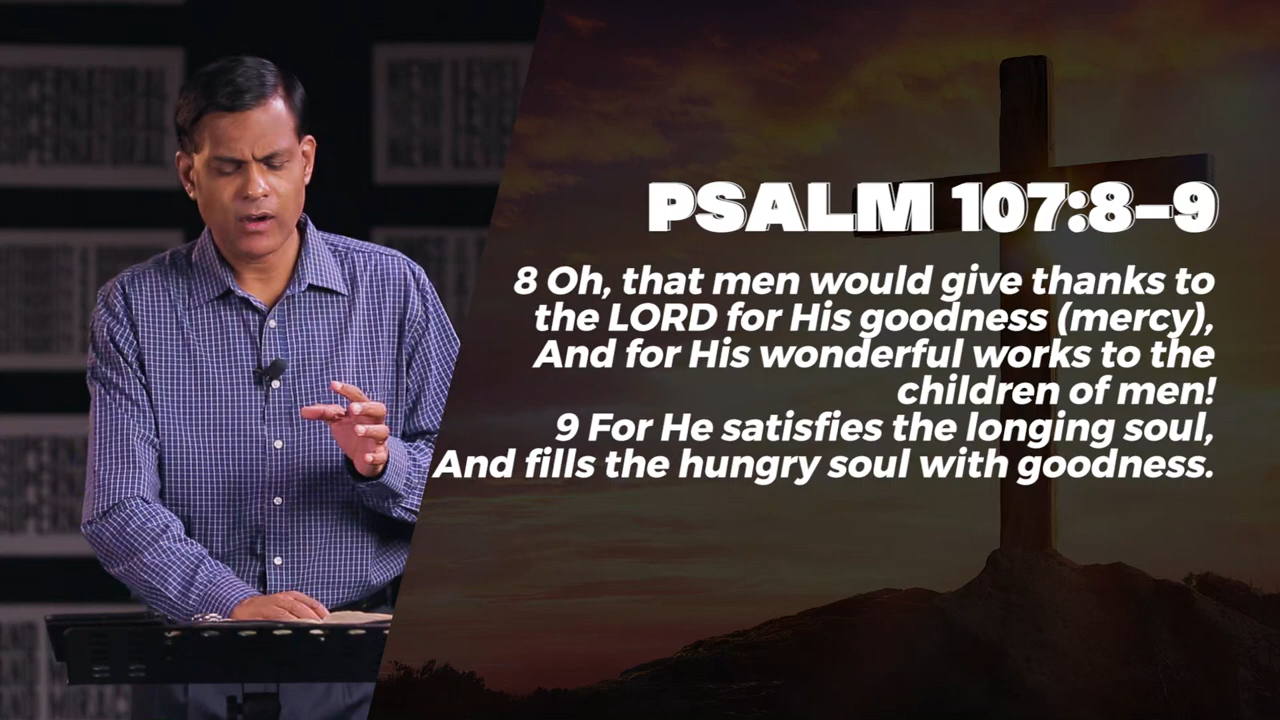 PSALM 107:8-9
8 Oh, that men would give thanks to
the LORD for His goodness (mercy),
And for His wonderful works to the
children of men!
9 For He satisfies the longing soul,
And fills the hungry soul with goodness.